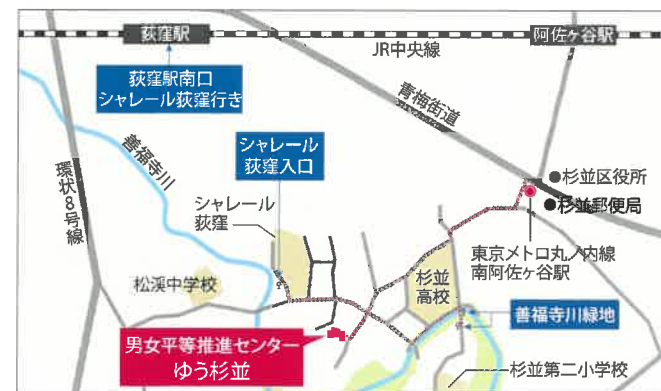 荻窪駅
阿佐ヶ谷駅
JR中央線
荻窪駅南口
シャレール荻窪行き
青梅街道
善福寺川
シャレール
荻窪入口
環状8号線
●杉並区役所
●杉並郵便局
シャレール
荻窪
東京メトロ丸ノ内線
南阿佐ヶ谷駅
松渓中学校
杉並
高校
善福寺川緑地
男女平等推進センター
ゆう杉並
杉並第二小学校